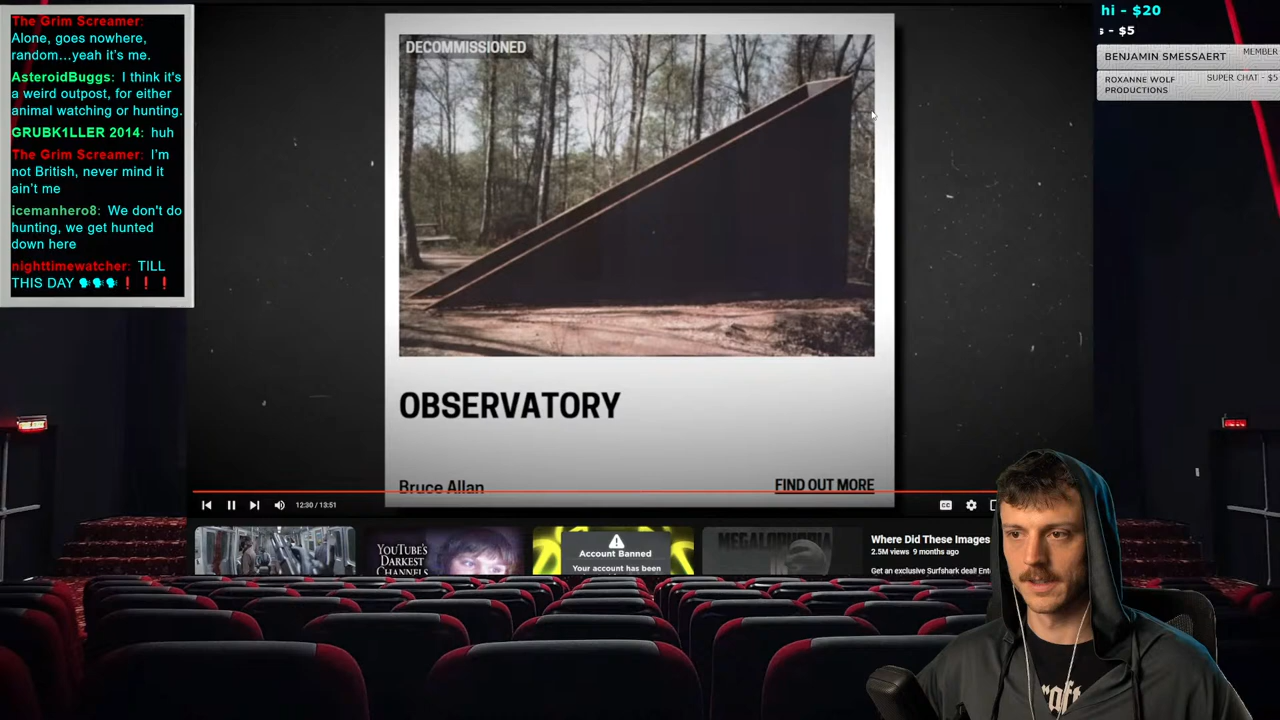 The Grim Screamer:
Alone, goes nowhere,
random...yeah it's me.
AsteroidBuggs: I think it's
a weird outpost, for either
animal watching or hunting.
GRUBK1LLER 2014: huh
The Grim Screamer: I'm
not British, never mind it
ain't me
icemanhero8: We don't do
hunting, we get hunted
down here
nighttimewatcher: TILL
THIS DAY 🗣🗣🗣❗❗❗
hi - $20
s - $5
BENJAMIN SMESSAERT MEMBER
ROXANNE WOLF SUPER CHAT - $5
PRODUCTIONS
DECOMMISSIONED
OBSERVATORY
Bruce Allan
FIND OUT MORE
12:30 / 13:51
CC
YOUTUBE'S
DARKEST
CHANNELS
Account Banned
Your account has been
MEGALOPHOBIA
Where Did These Images
2.5M views 9 months ago
Get an exclusive Surfshark deal! Ent